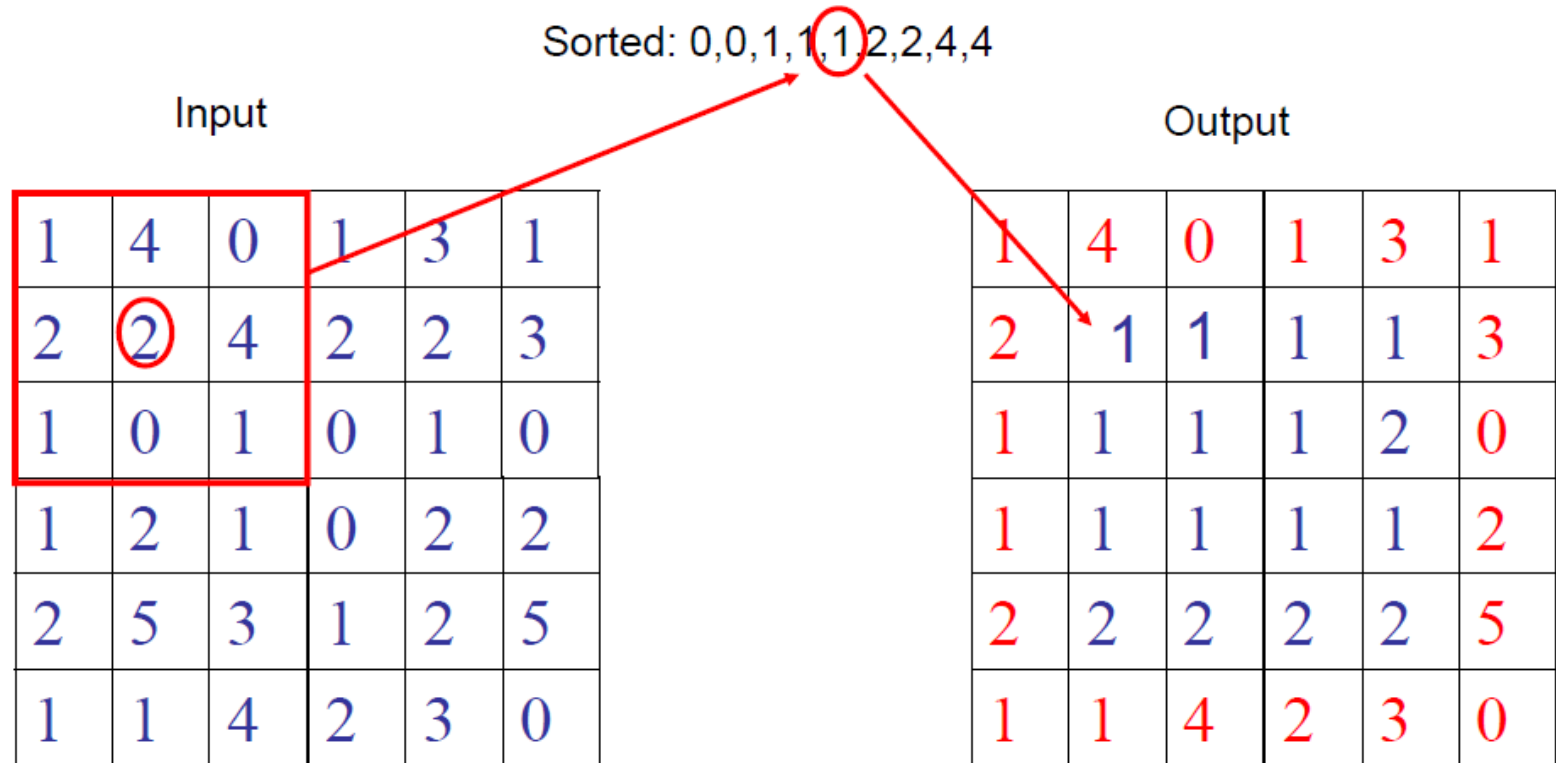 Sorted: 0,0,1,1,1,2,2,4,4
Input
Output
1 4 0 1 3 1
2 2 4 2 2 3
1 0 1 0 1 0
1 2 1 0 2 2
2 5 3 1 2 5
1 1 4 2 3 0
1 4 0 1 3 1
2 1 1 1 1 3
1 1 1 1 2 0
1 1 1 1 1 2
2 2 2 2 2 5
1 1 4 2 3 0